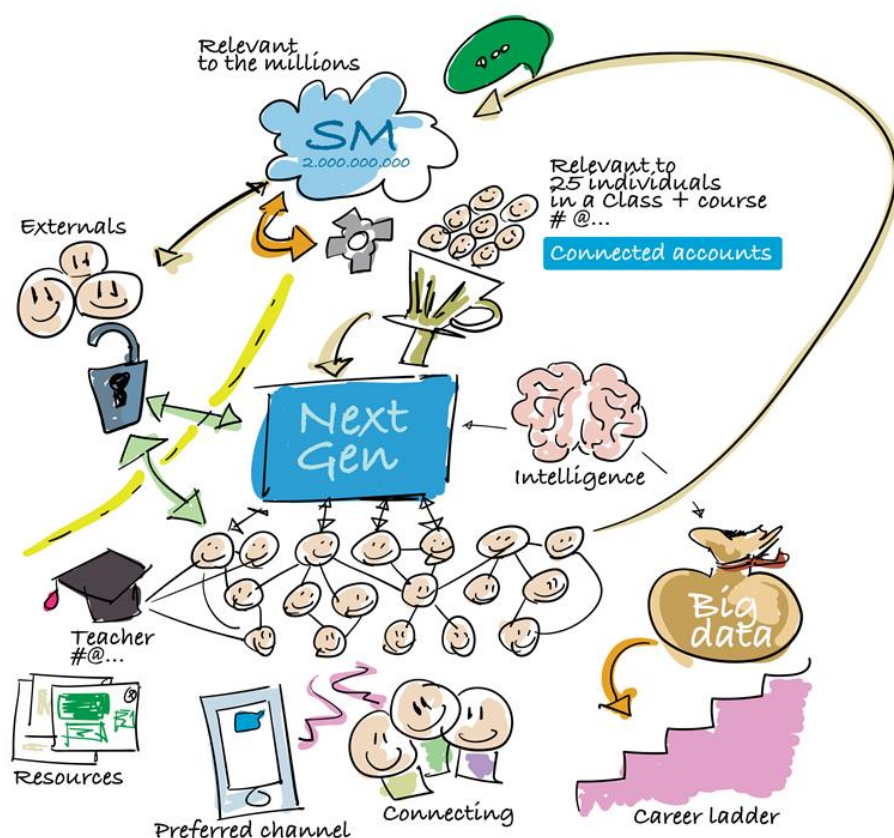 Relevant
to the millions
SM
2.000.000.000
Relevant to
25 individuals
in a Class + course
# @...
Connected accounts
Externals
Next
Gen
Intelligence
Big
data
Teacher
#@...
Resources
Preferred channel
Connecting
Career ladder